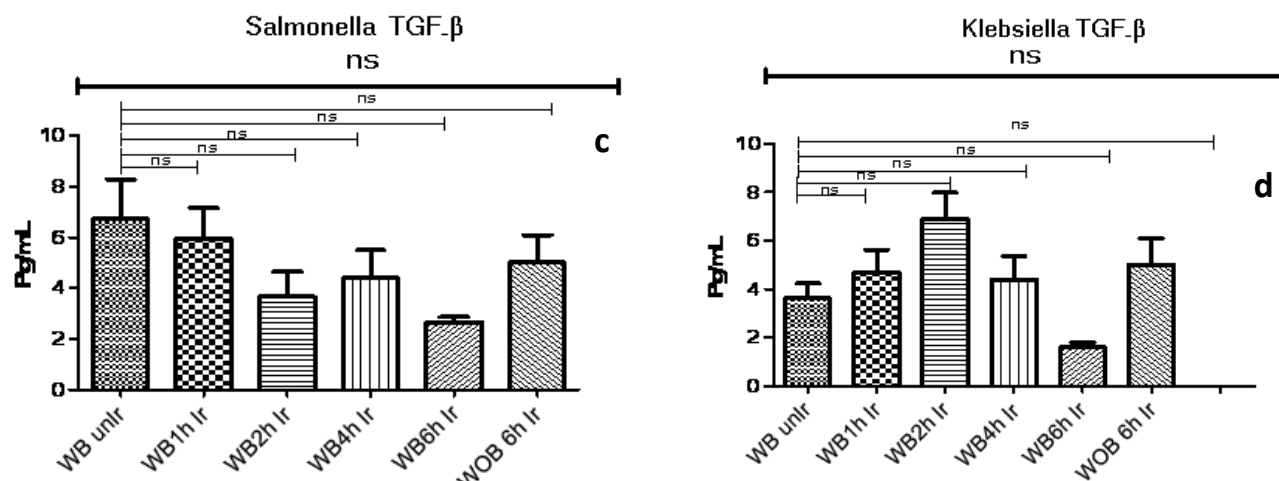 Salmonella TGF-β
ns
ns
ns
ns
ns
ns
c
10
8
6
4
2
0
Pg/mL
WB unIr
WB1h Ir
WB2h Ir
WB4h Ir
WB6h Ir
WOB 6h Ir
Klebsiella TGF-β
ns
ns
ns
ns
ns
ns
d
10
8
6
4
2
0
Pg/mL
WB unIr
WB1h Ir
WB2h Ir
WB4h Ir
WB6h Ir
WOB 6h Ir